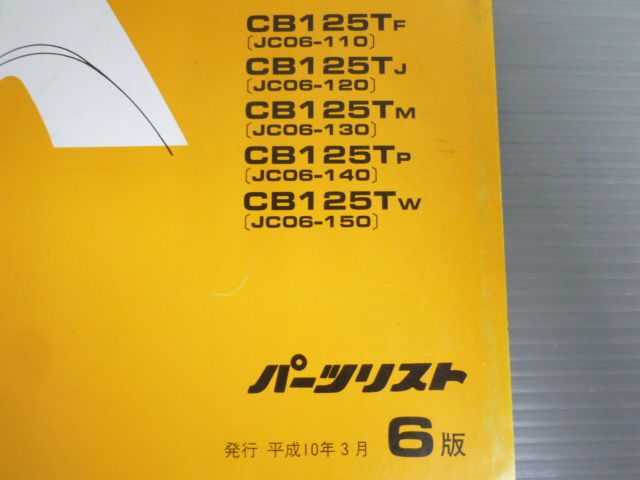 CB125TF
〔JC06-110〕
CB125TJ
〔JC06-120〕
CB125TM
〔JC06-130〕
CB125TP
〔JC06-140〕
CB125TW
〔JC06-150〕
パーツリスト
発行 平成10年3月 6版